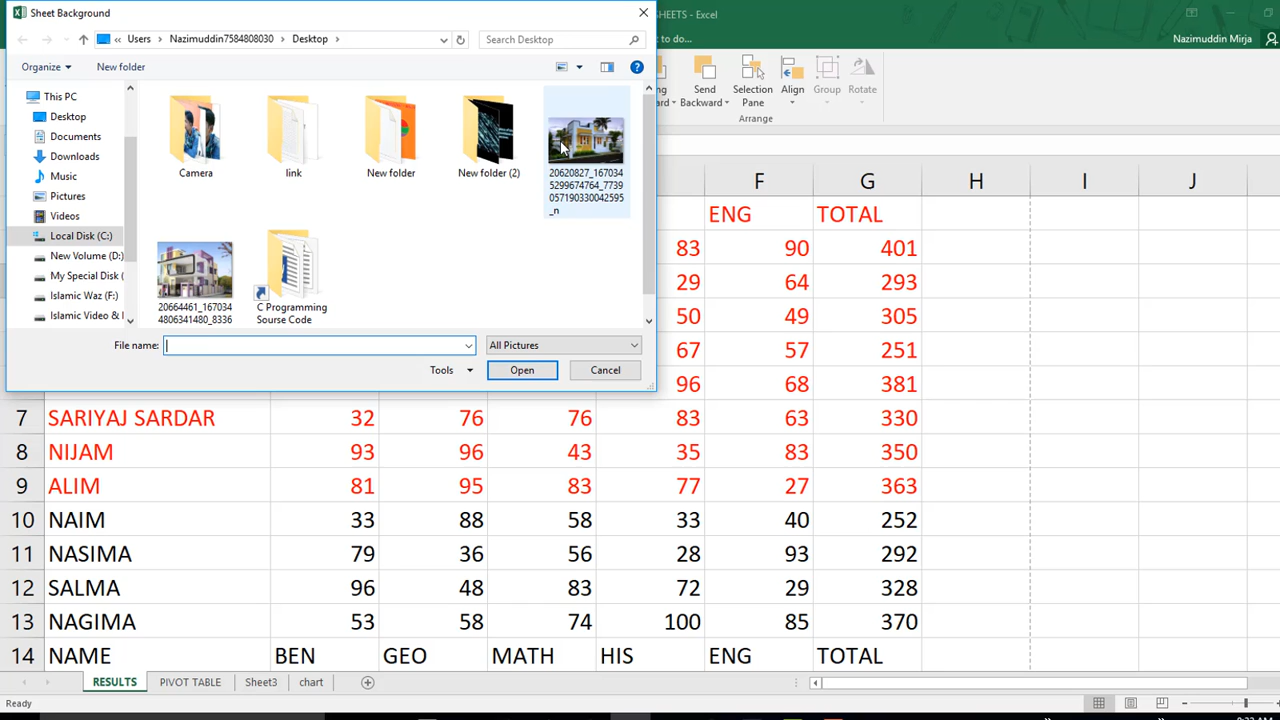 Sheet Background
SHEETS - Excel
Users
Nazimuddin7584808030
Desktop
Search Desktop
to do...
Nazimuddin Mirja
Organize
New folder
Send
Backward
Selection
Pane
Align
Group
Rotate
Arrange
This PC
Desktop
Documents
Downloads
Music
Pictures
Videos
Local Disk (C:)
New Volume (D:)
My Special Disk (
Islamic Waz (F:)
Islamic Video &
Camera
link
New folder
New folder (2)
20620827_167034
5299674764_7739
057190330042595
_n
20664461_167034
4806341480_8336
C Programming
Sourse Code
File name:
All Pictures
Tools
Open
Cancel
F G H I J
ENG TOTAL
83 90 401
29 64 293
50 49 305
67 57 251
96 68 381
7 SARIYAJ SARDAR 32 76 76 83 63 330
8 NIJAM 93 96 43 35 83 350
9 ALIM 81 95 83 77 27 363
10 NAIM 33 88 58 33 40 252
11 NASIMA 79 36 56 28 93 292
12 SALMA 96 48 83 72 29 328
13 NAGIMA 53 58 74 100 85 370
14 NAME BEN GEO MATH HIS ENG TOTAL
RESULTS PIVOT TABLE Sheet3 chart
Ready